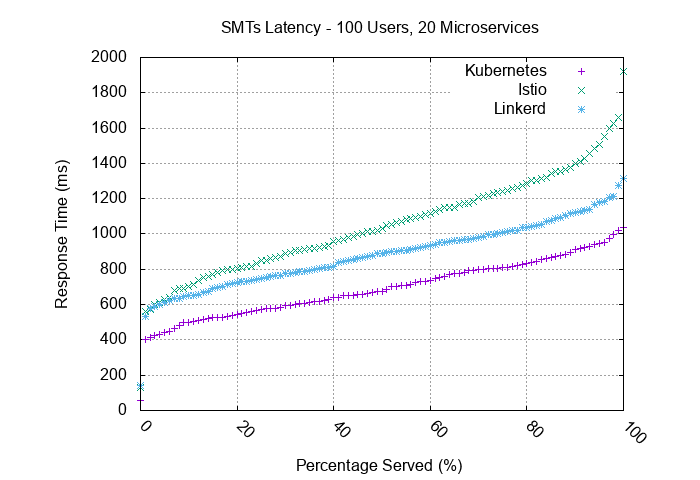 SMTs Latency - 100 Users, 20 Microservices
2000
1800
1600
1400
1200
1000
800
600
400
200
0
Response Time (ms)
Kubernetes
Istio
Linkerd
0
20
40
60
80
100
Percentage Served (%)